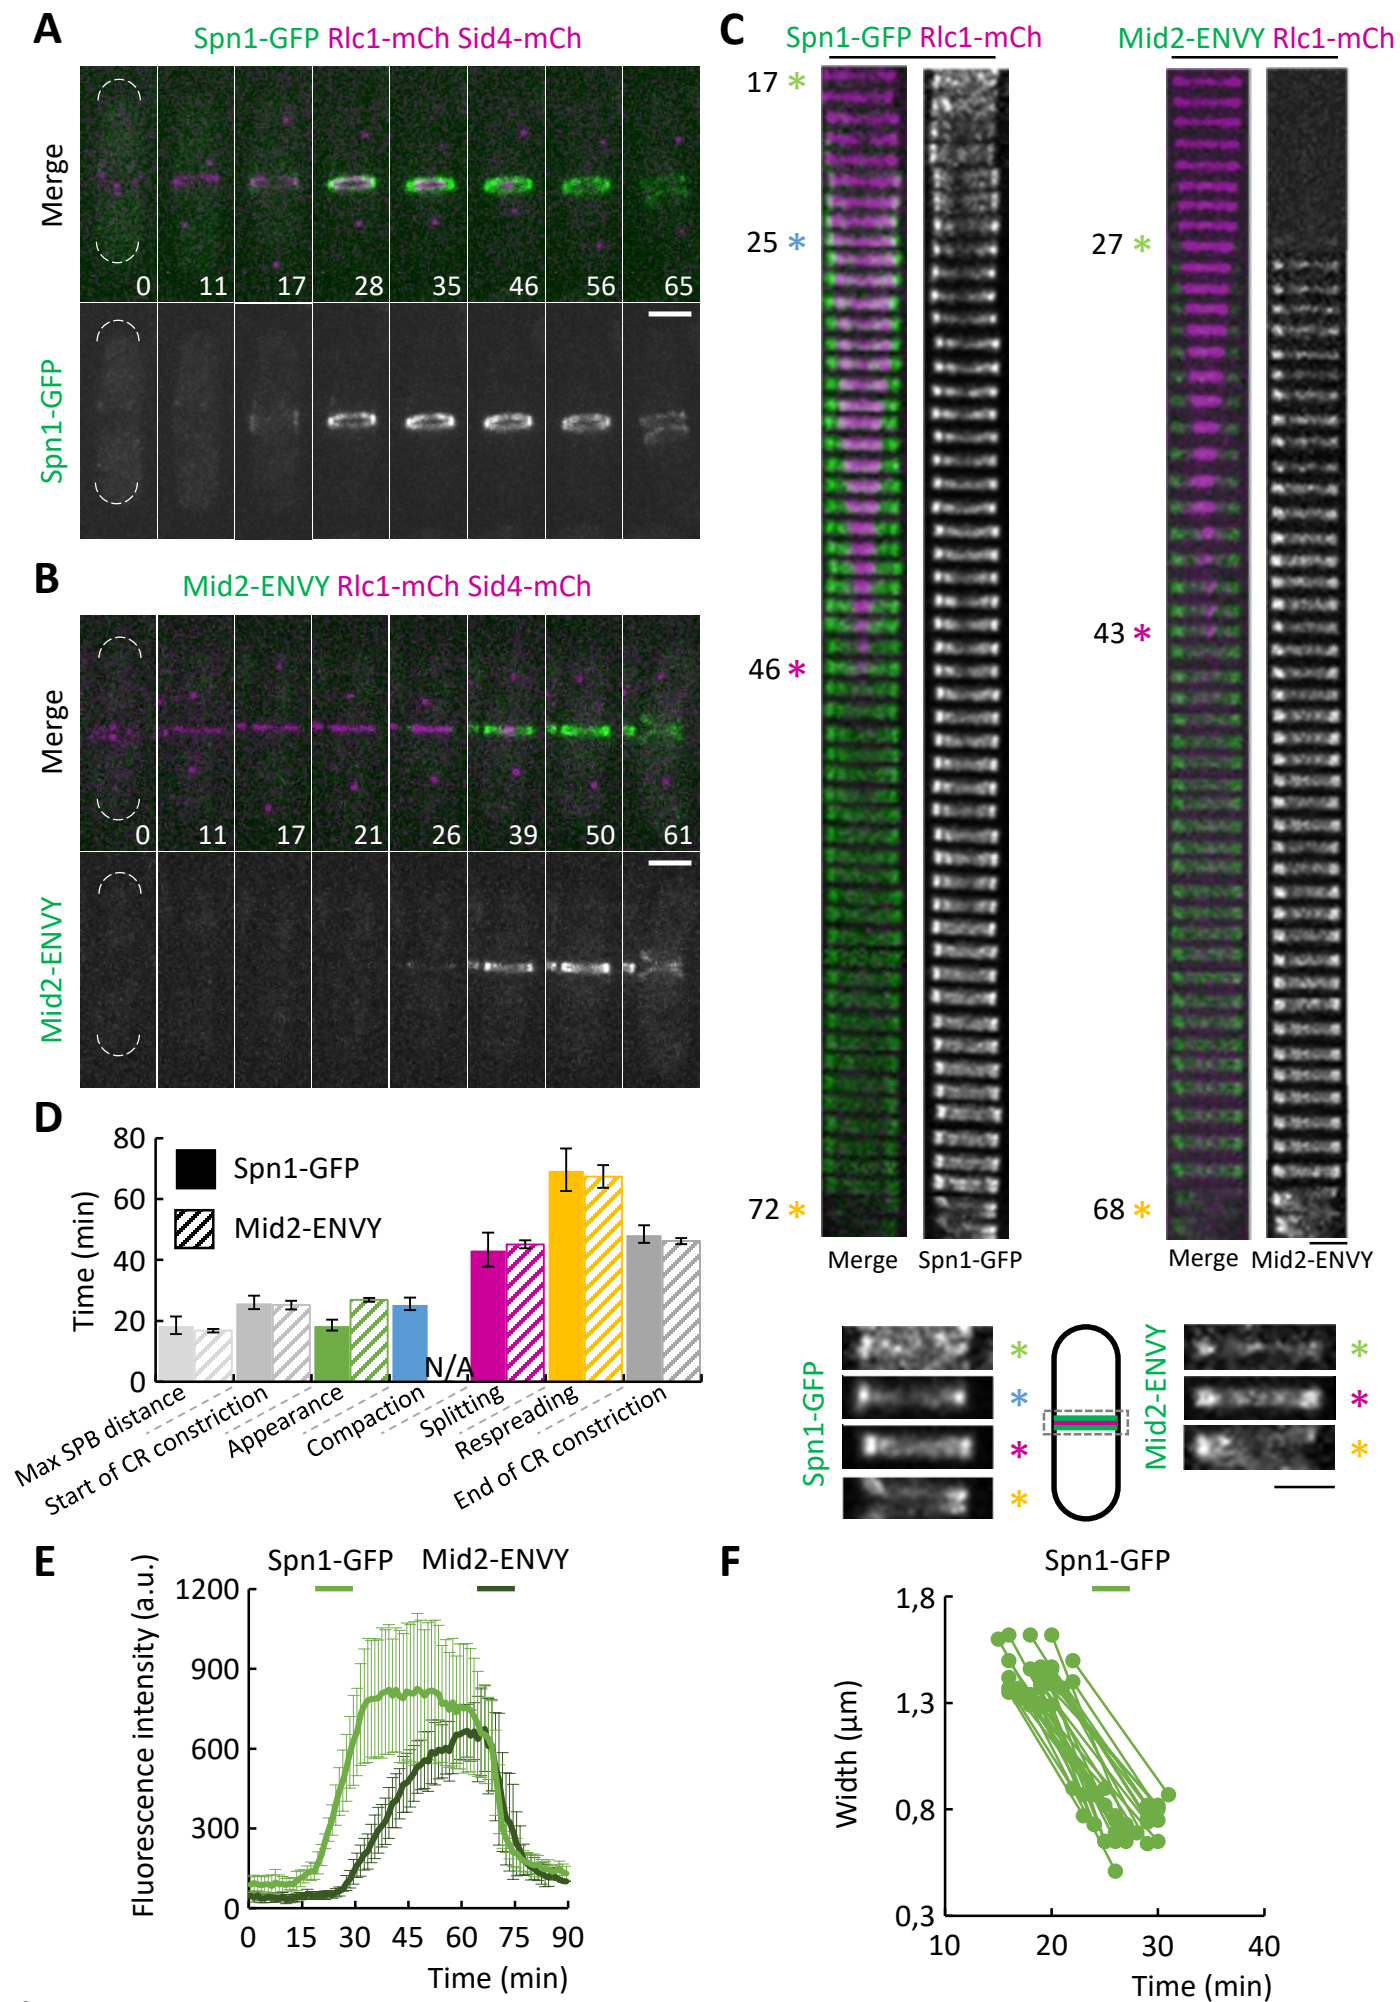 A
Spn1-GFP Rlc1-mCh Sid4-mCh
Merge
0 11 17 28 35 46 56 65
Spn1-GFP
B
Mid2-ENVY Rlc1-mCh Sid4-mCh
Merge
0 11 17 21 26 39 50 61
Mid2-ENVY
C
Spn1-GFP Rlc1-mCh
Mid2-ENVY Rlc1-mCh
17 *
25 *
46 *
72 *
27 *
43 *
68 *
Merge Spn1-GFP
Merge Mid2-ENVY
Spn1-GFP
*
*
*
*
Mid2-ENVY
*
*
*
D
Time (min)
80
60
40
20
0
Spn1-GFP
Mid2-ENVY
N/A
Max SPB distance
Start of CR constriction
Appearance
Compaction
Splitting
Respreading
End of CR constriction
E
Spn1-GFP Mid2-ENVY
Fluorescence intensity (a.u.)
1200
900
600
300
0
0 15 30 45 60 75 90
Time (min)
F
Spn1-GFP
Width (µm)
1,8
1,3
0,8
0,3
10 20 30 40
Time (min)